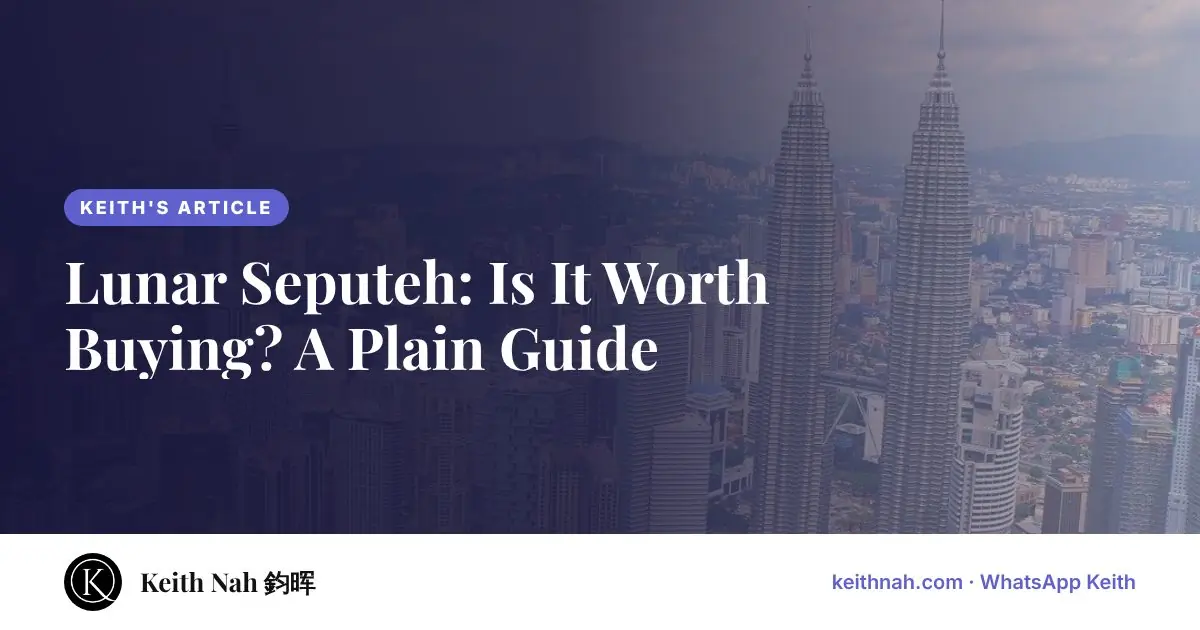 KEITH'S ARTICLE
Lunar Seputeh: Is It Worth
Buying? A Plain Guide
K
Keith Nah 鈞晖
keithnah.com · WhatsApp Keith